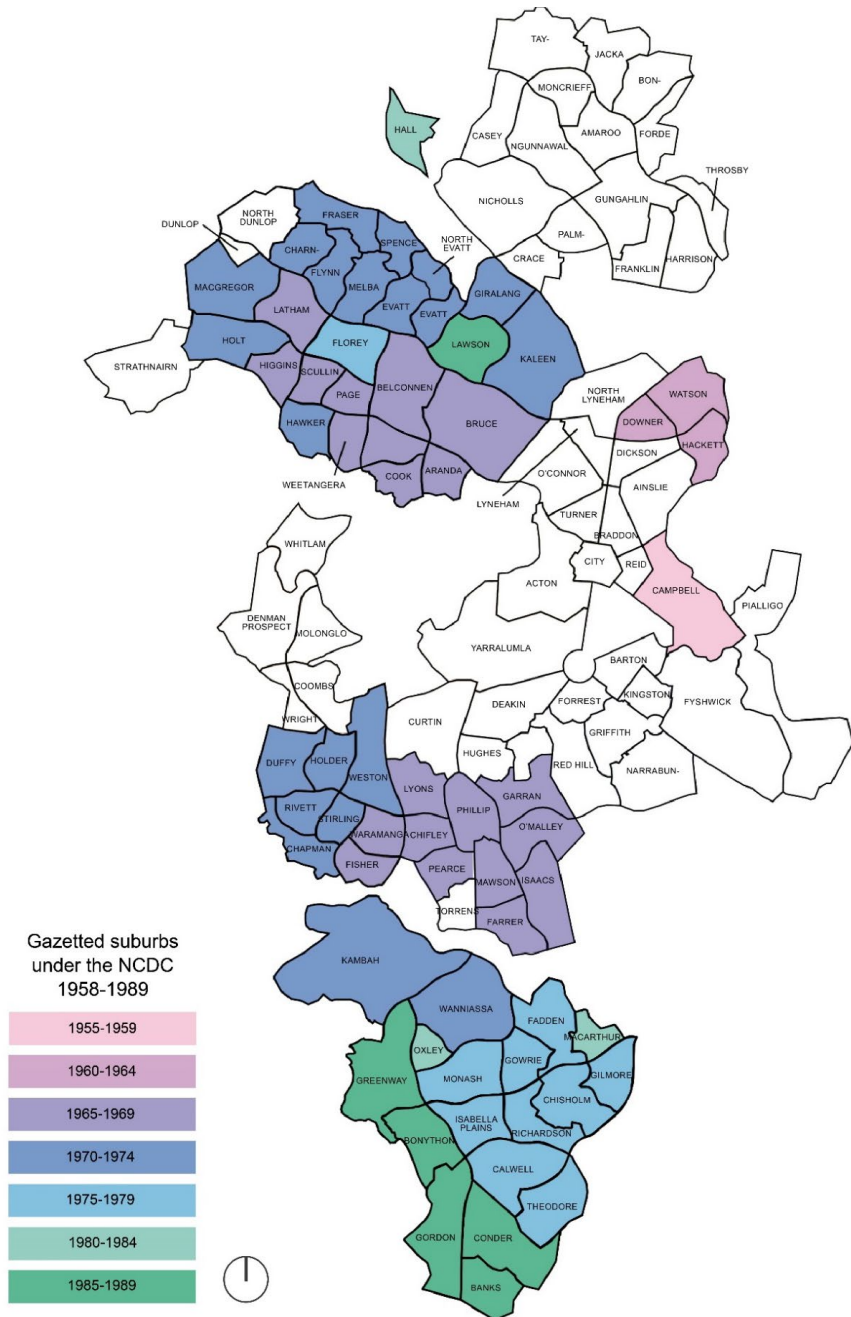 TAY-
JACKA
BON-
MONCRIEFF
HALL
CASEY
NGUNNAWAL
AMAROO
FORDE
THROSBY
NICHOLLS
GUNGAHLIN
PALM-
CRACE
FRANKLIN
HARRISON
NORTH
DUNLOP
DUNLOP
FRASER
SPENCE
NORTH
EVATT
CHARN-
FLYNN
MELBA
MACGREGOR
LATHAM
EVATT
EVATT
GIRALANG
HOLT
FLOREY
LAWSON
KALEEN
STRATHNAIRN
HIGGINS
SCULLIN
PAGE
BELCONNEN
BRUCE
HAWKER
WEETANGERA
COOK
ARANDA
NORTH
LYNEHAM
WATSON
DOWNER
HACKETT
DICKSON
O'CONNOR
AINSLIE
LYNEHAM
TURNER
BRADDON
WHITLAM
CITY
REID
ACTON
CAMPBELL
PIALLIGO
DENMAN
PROSPECT
MOLONGLO
YARRALUMLA
BARTON
COOMBS
KINGSTON
FYSHWICK
WRIGHT
CURTIN
DEAKIN
FORREST
GRIFFITH
HUGHES
RED HILL
NARRABUN-
DUFFY
HOLDER
WESTON
LYONS
PHILLIP
GARRAN
RIVETT
STIRLING
WARAMANGA
CHIFLEY
O'MALLEY
CHAPMAN
FISHER
PEARCE
MAWSON
ISAACS
TORRENS
FARRER
KAMBAH
WANNIASSA
FADDEN
MACARTHUR
OXLEY
GOWRIE
GILMORE
GREENWAY
MONASH
CHISHOLM
ISABELLA
PLAINS
RICHARDSON
BONYTHON
CALWELL
THEODORE
GORDON
CONDER
BANKS
Gazetted suburbs
under the NCDC
1958-1989
1955-1959
1960-1964
1965-1969
1970-1974
1975-1979
1980-1984
1985-1989